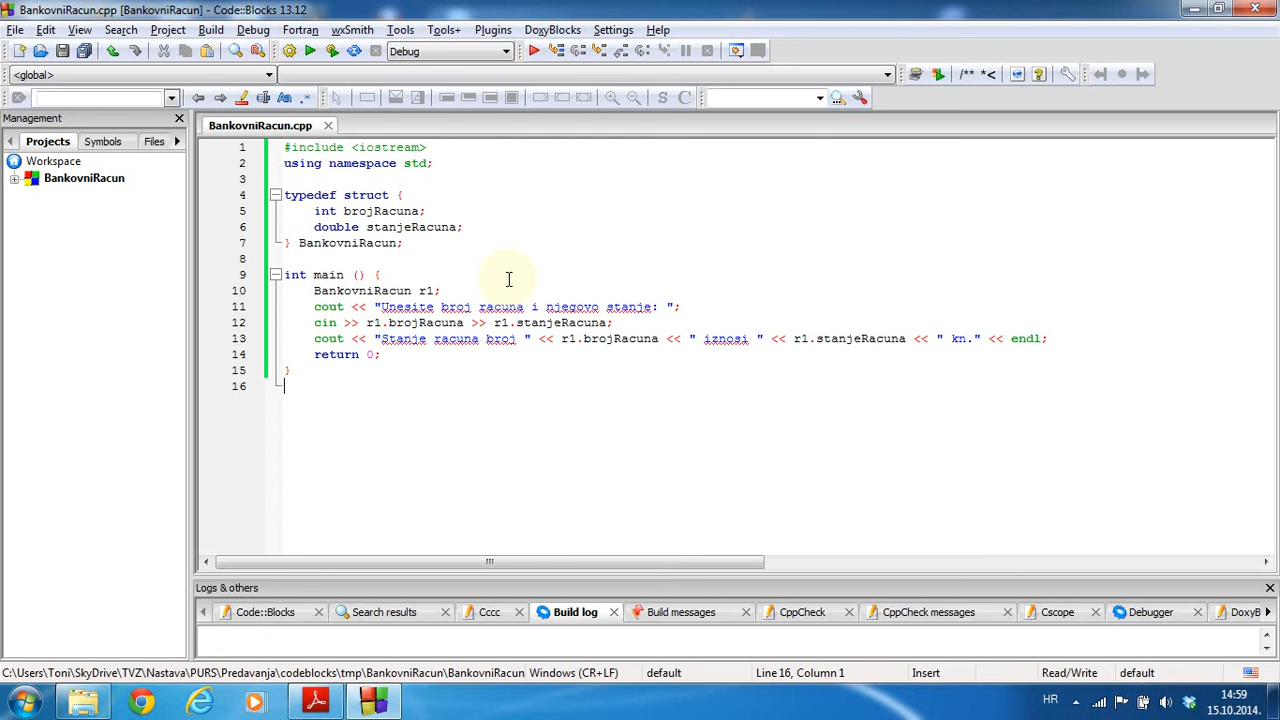 BankovniRacun.cpp [BankovniRacun] - Code::Blocks 13.12
File Edit View Search Project Build Debug Fortran wxSmith Tools Tools+ Plugins DoxyBlocks Settings Help
Debug
<global>
/** *<
Aa .*
S C
Management
Projects Symbols Files
Workspace
BankovniRacun
BankovniRacun.cpp
1 #include <iostream>
2 using namespace std;
3
4 typedef struct {
5 int brojRacuna;
6 double stanjeRacuna;
7 } BankovniRacun;
8
9 int main () {
10 BankovniRacun r1;
11 cout << "Unesite broj racuna i njegovo stanje: ";
12 cin >> r1.brojRacuna >> r1.stanjeRacuna;
13 cout << "Stanje racuna broj " << r1.brojRacuna << " iznosi " << r1.stanjeRacuna << " kn." << endl;
14 return 0;
15 }
16
Logs & others
Code::Blocks Search results Cccc Build log Build messages CppCheck CppCheck messages Cscope Debugger DoxyB
C:\Users\Toni\SkyDrive\TVZ\Nastava\PURS\Predavanja\codeblocks\tmp\BankovniRacun\BankovniRacun Windows (CR+LF) default Line 16, Column 1 Insert Read/Write default
HR 14:59
15.10.2014.